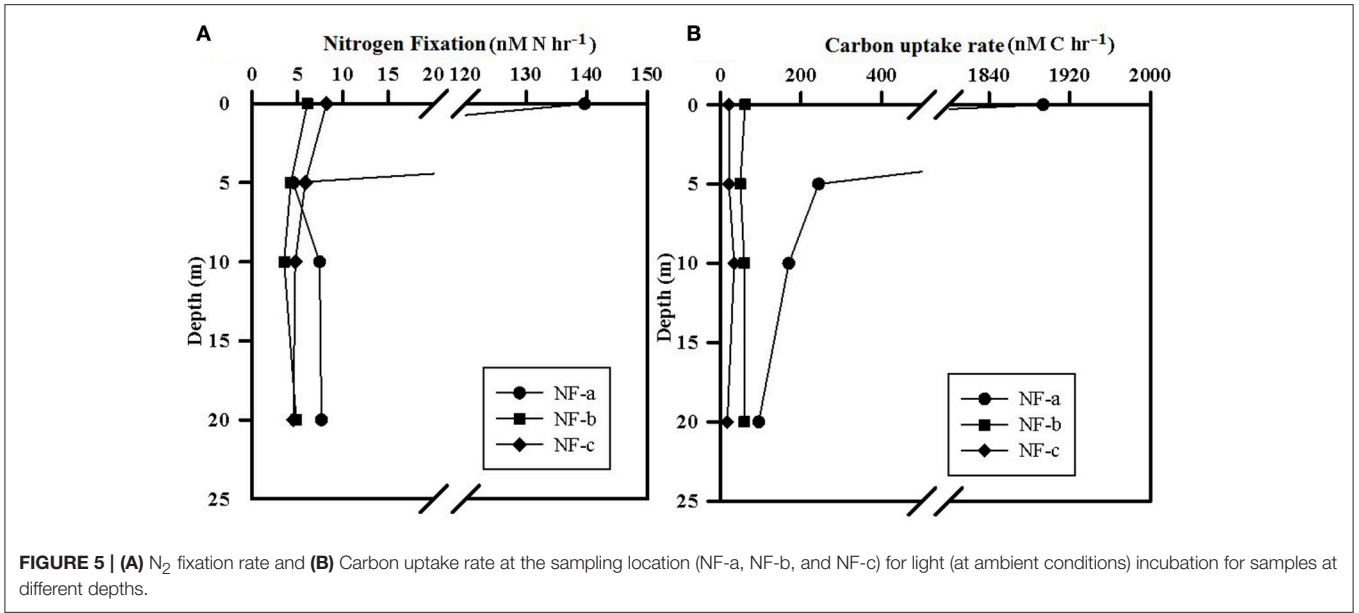 A
Nitrogen Fixation (nM N hr⁻¹)
0 5 10 15 20 120 130 140 150
0
5
10
15
20
25
Depth (m)
NF-a
NF-b
NF-c
B
Carbon uptake rate (nM C hr⁻¹)
0 200 400 1840 1920 2000
0
5
10
15
20
25
Depth (m)
NF-a
NF-b
NF-c
FIGURE 5 | (A) N₂ fixation rate and (B) Carbon uptake rate at the sampling location (NF-a, NF-b, and NF-c) for light (at ambient conditions) incubation for samples at
different depths.